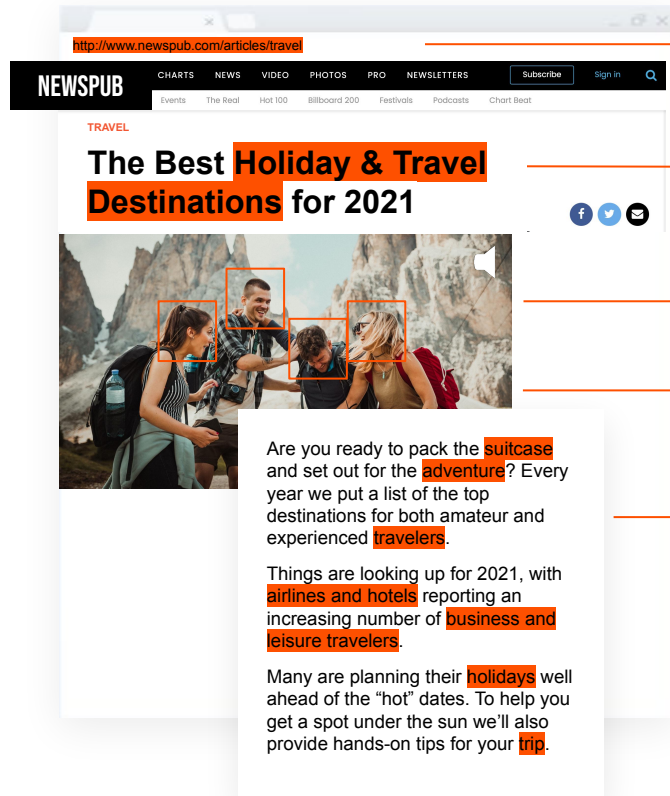 http://www.newspub.com/articles/travel
NEWSPUB
CHARTS NEWS VIDEO PHOTOS PRO NEWSLETTERS Subscribe Sign in
Events The Real Hot 100 Billboard 200 Festivals Podcasts Chart Beat
TRAVEL
The Best Holiday & Travel
Destinations for 2021
Are you ready to pack the suitcase
and set out for the adventure? Every
year we put a list of the top
destinations for both amateur and
experienced travelers.
Things are looking up for 2021, with
airlines and hotels reporting an
increasing number of business and
leisure travelers.
Many are planning their holidays well
ahead of the “hot” dates. To help you
get a spot under the sun we’ll also
provide hands-on tips for your trip.